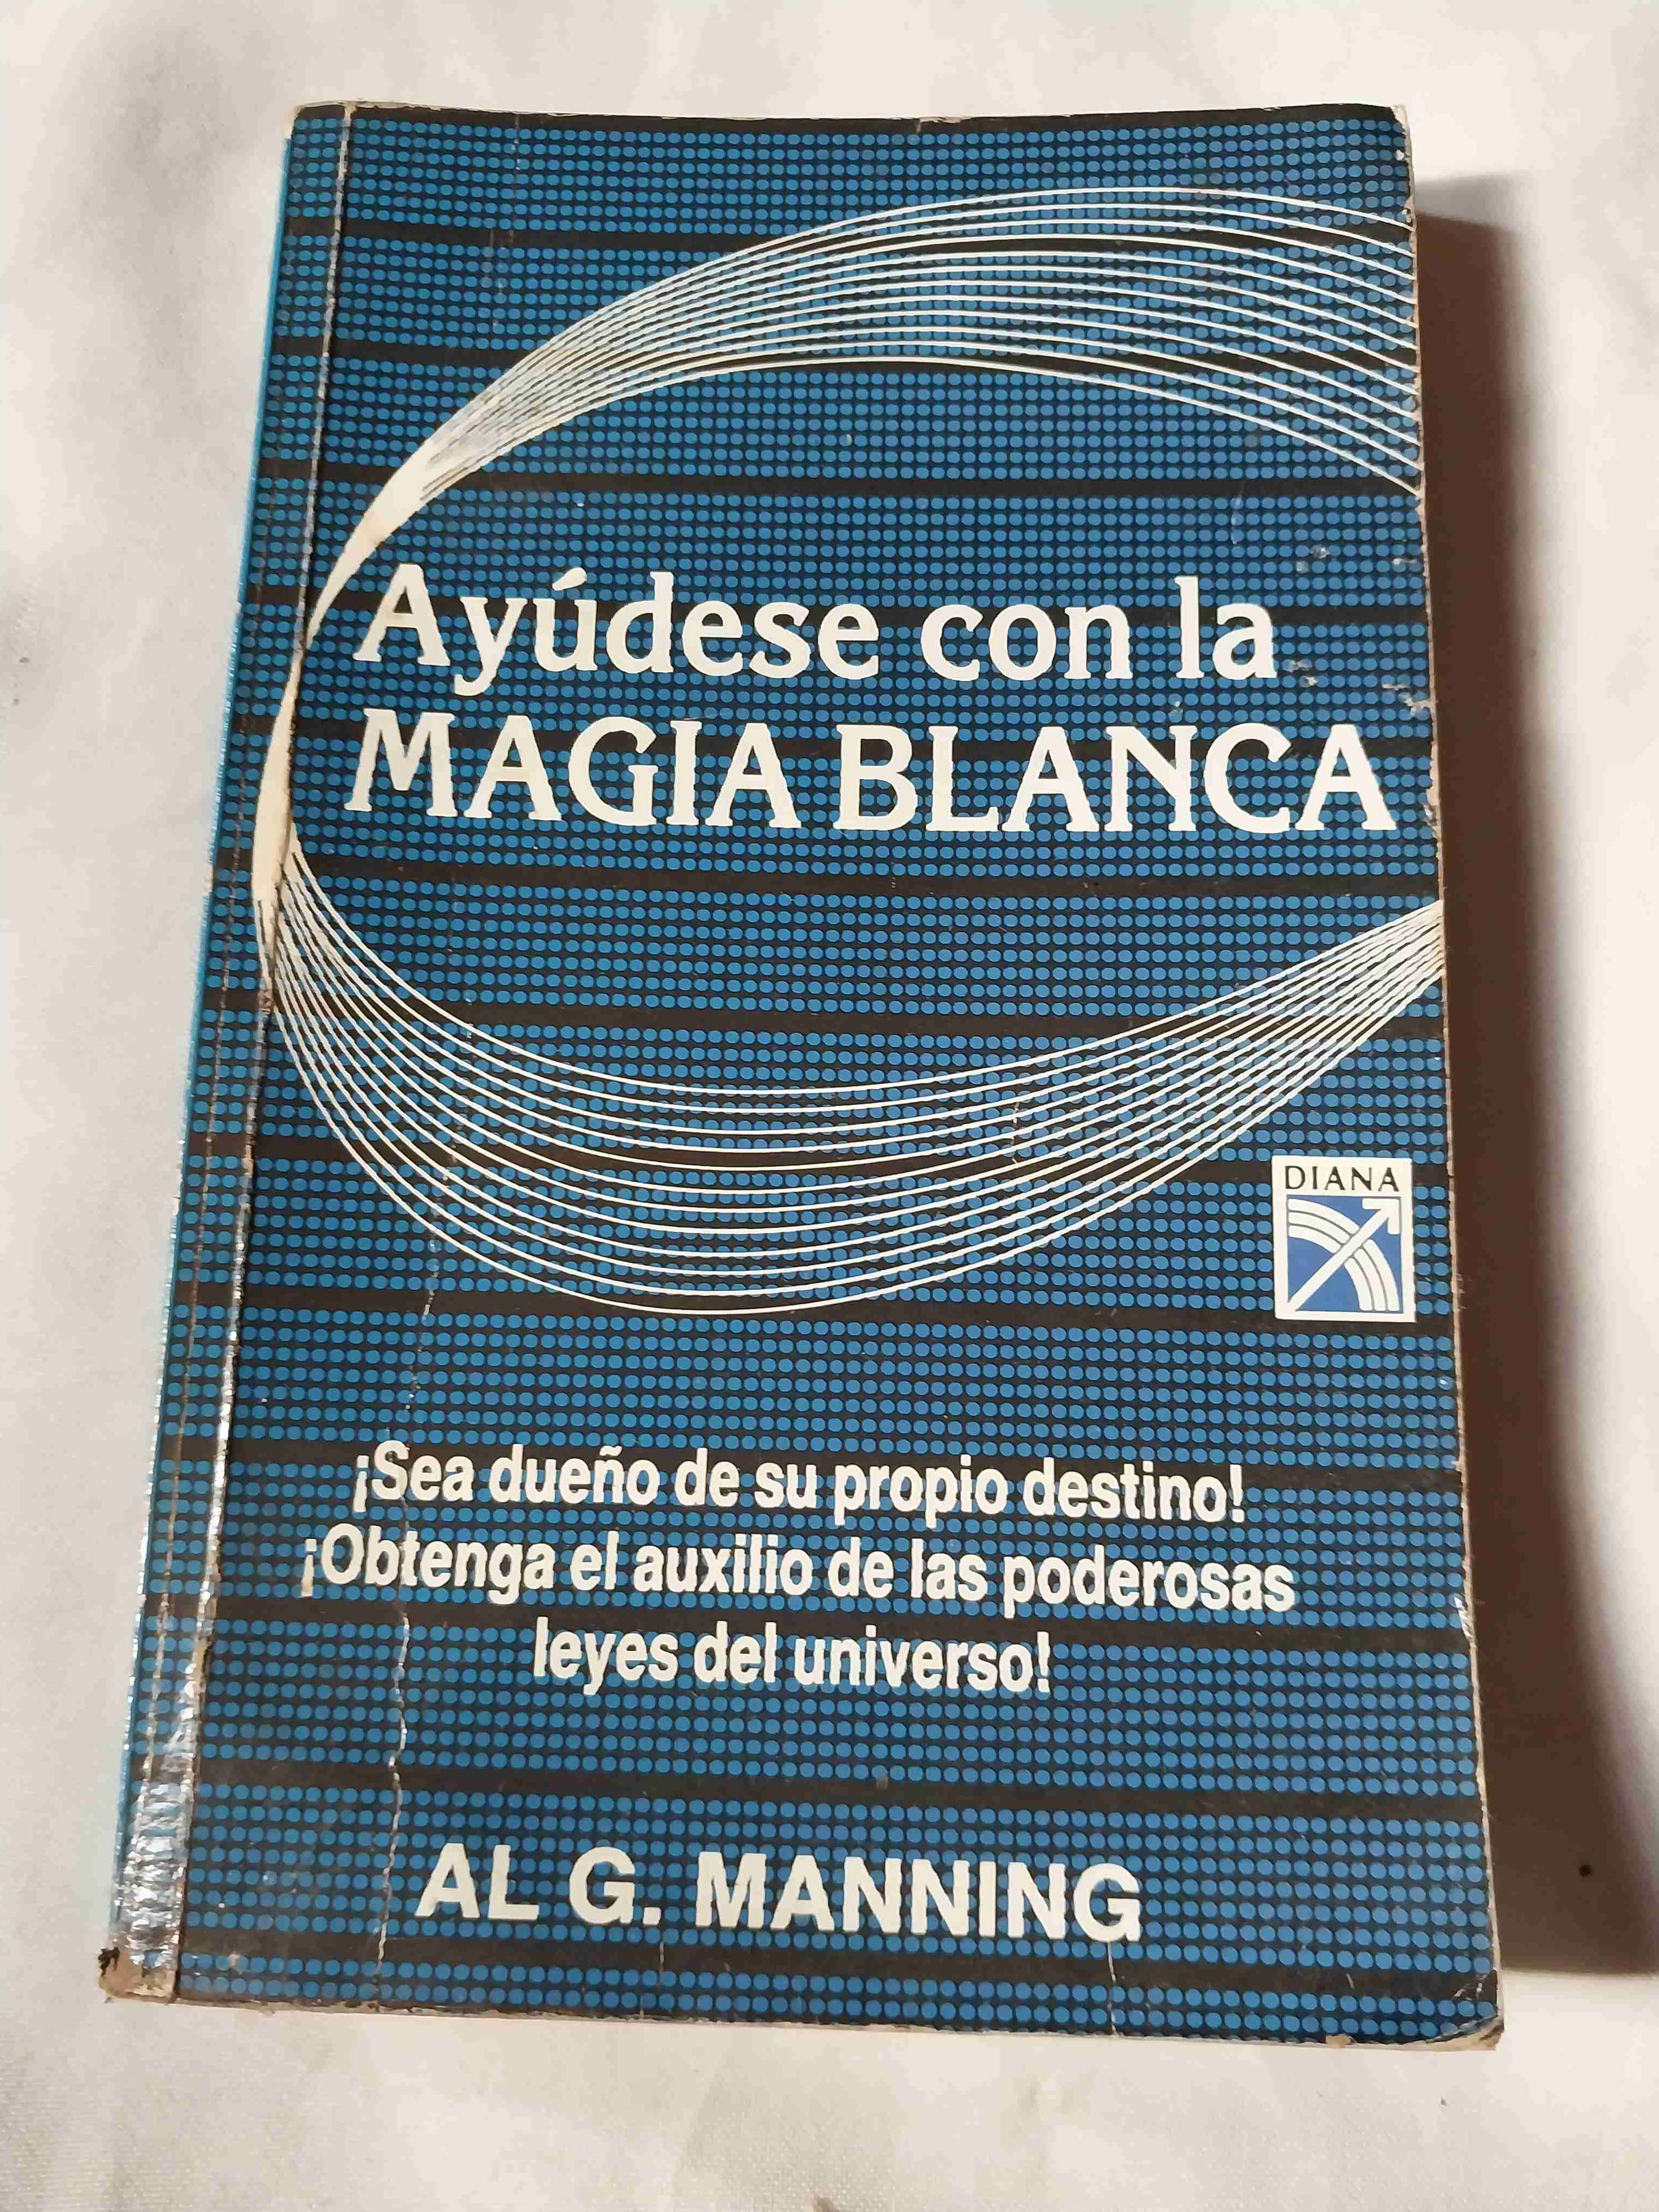 Ayúdese con la
MAGIA BLANCA
DIANA
¡Sea dueño de su propio destino!
¡Obtenga el auxilio de las poderosas
leyes del universo!
AL G. MANNING